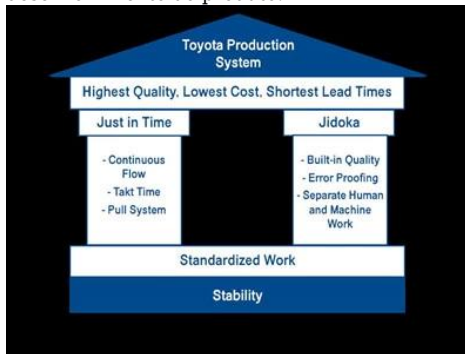 Toyota Production
System
Highest Quality, Lowest Cost, Shortest Lead Times
Just in Time
- Continuous
Flow
- Takt Time
- Pull System
Jidoka
- Built-in Quality
- Error Proofing
- Separate Human
and Machine
Work
Standardized Work
Stability